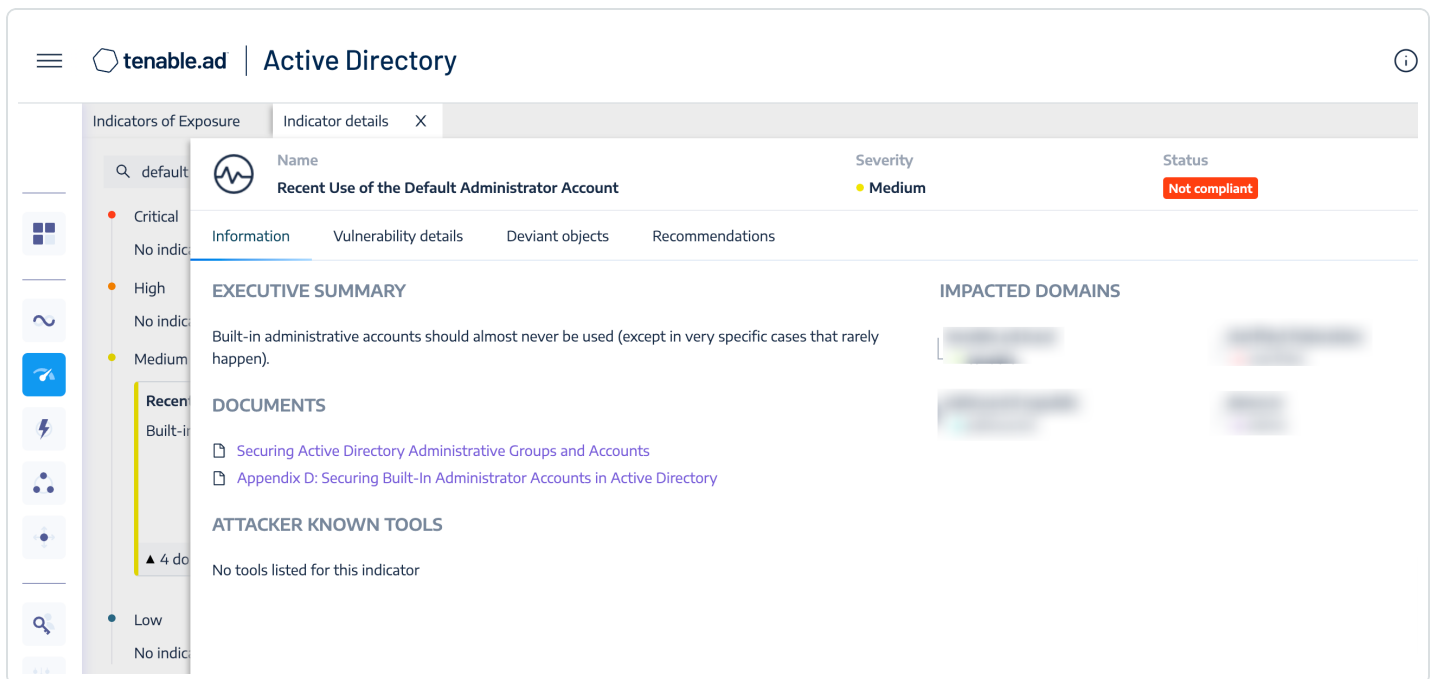 tenable.ad
Active Directory
Indicators of Exposure
Indicator details
default
Critical
No indic
High
No indic
Medium
Recent
Built-in
4 do
Low
No indic
Name
Recent Use of the Default Administrator Account
Severity
Medium
Status
Not compliant
Information
Vulnerability details
Deviant objects
Recommendations
EXECUTIVE SUMMARY
Built-in administrative accounts should almost never be used (except in very specific cases that rarely
happen).
DOCUMENTS
Securing Active Directory Administrative Groups and Accounts
Appendix D: Securing Built-In Administrator Accounts in Active Directory
ATTACKER KNOWN TOOLS
No tools listed for this indicator
IMPACTED DOMAINS